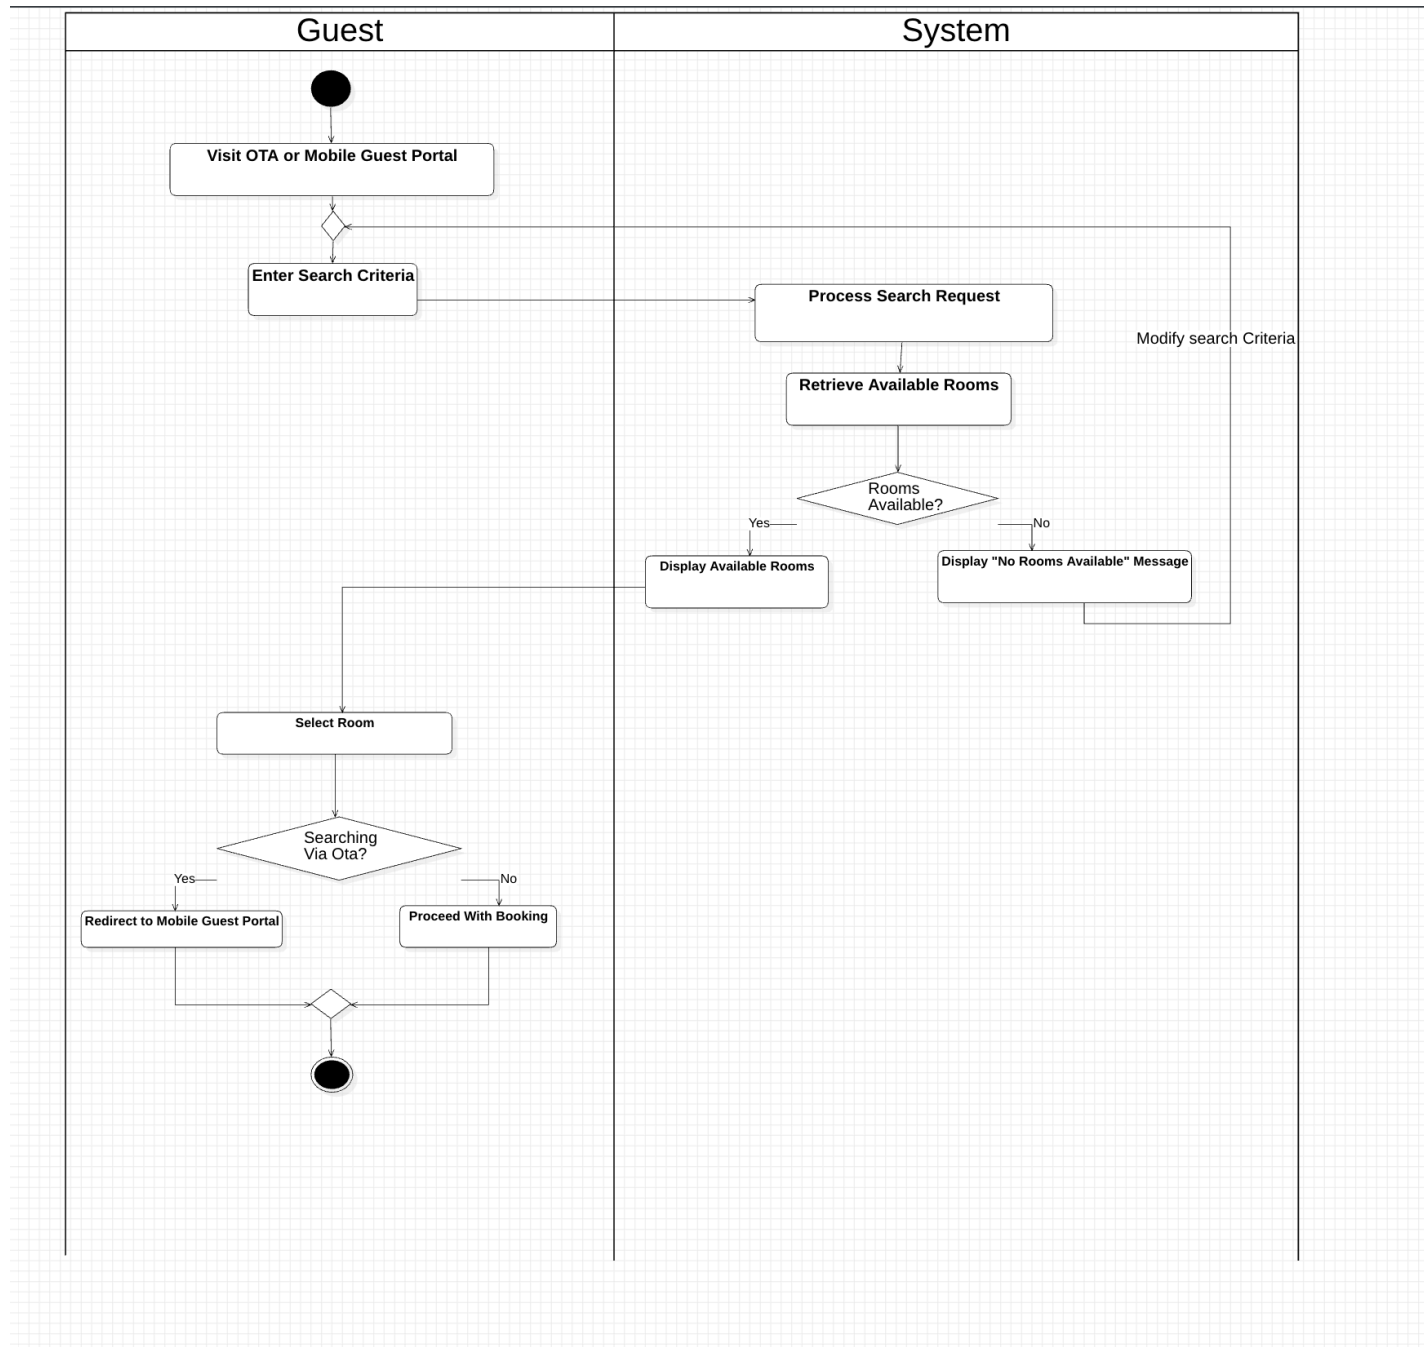 Guest
System
Visit OTA or Mobile Guest Portal
Enter Search Criteria
Process Search Request
Modify search Criteria
Retrieve Available Rooms
Rooms
Available?
Yes
No
Display Available Rooms
Display "No Rooms Available" Message
Select Room
Searching
Via Ota?
Yes
No
Redirect to Mobile Guest Portal
Proceed With Booking